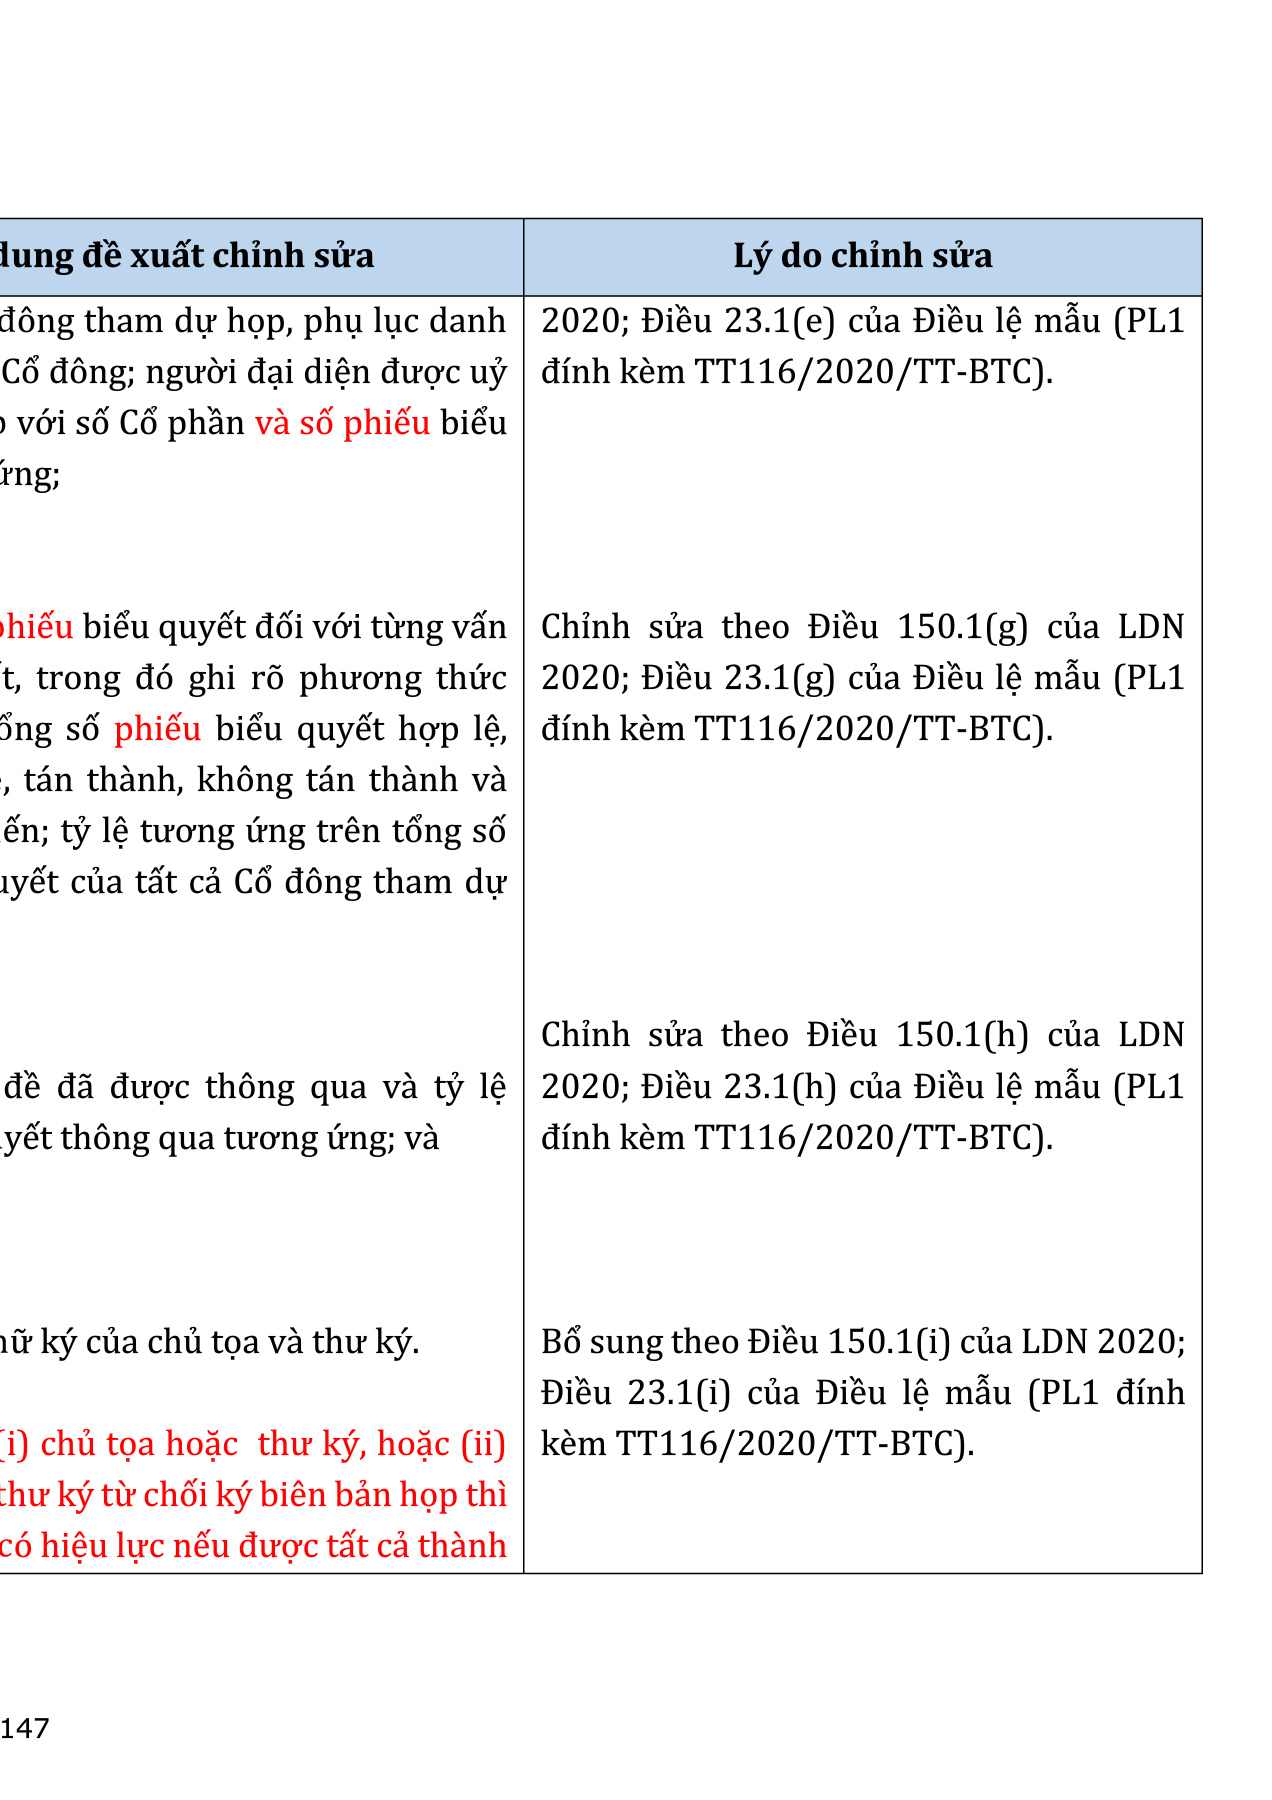 dung đề xuất chỉnh sửa
đông tham dự họp, phụ lục danh
Cổ đông; người đại diện được uỷ
với số Cổ phần và số phiếu biểu
ứng;
phiếu biểu quyết đối với từng vấn
trong đó ghi rõ phương thức
tổng số phiếu biểu quyết hợp lệ,
tán thành, không tán thành và
tỷ lệ tương ứng trên tổng số
quyết của tất cả Cổ đông tham dự
đề đã được thông qua và tỷ lệ
thông qua tương ứng; và
ký của chủ tọa và thư ký.
(i) chủ tọa hoặc thư ký, hoặc (ii)
thư ký từ chối ký biên bản họp thì
có hiệu lực nếu được tất cả thành
Lý do chỉnh sửa
2020; Điều 23.1(e) của Điều lệ mẫu (PL1
đính kèm TT116/2020/TT-BTC).
Chỉnh sửa theo Điều 150.1(g) của LDN
2020; Điều 23.1(g) của Điều lệ mẫu (PL1
đính kèm TT116/2020/TT-BTC).
Chỉnh sửa theo Điều 150.1(h) của LDN
2020; Điều 23.1(h) của Điều lệ mẫu (PL1
đính kèm TT116/2020/TT-BTC).
Bổ sung theo Điều 150.1(i) của LDN 2020;
Điều 23.1(i) của Điều lệ mẫu (PL1 đính
kèm TT116/2020/TT-BTC).
147